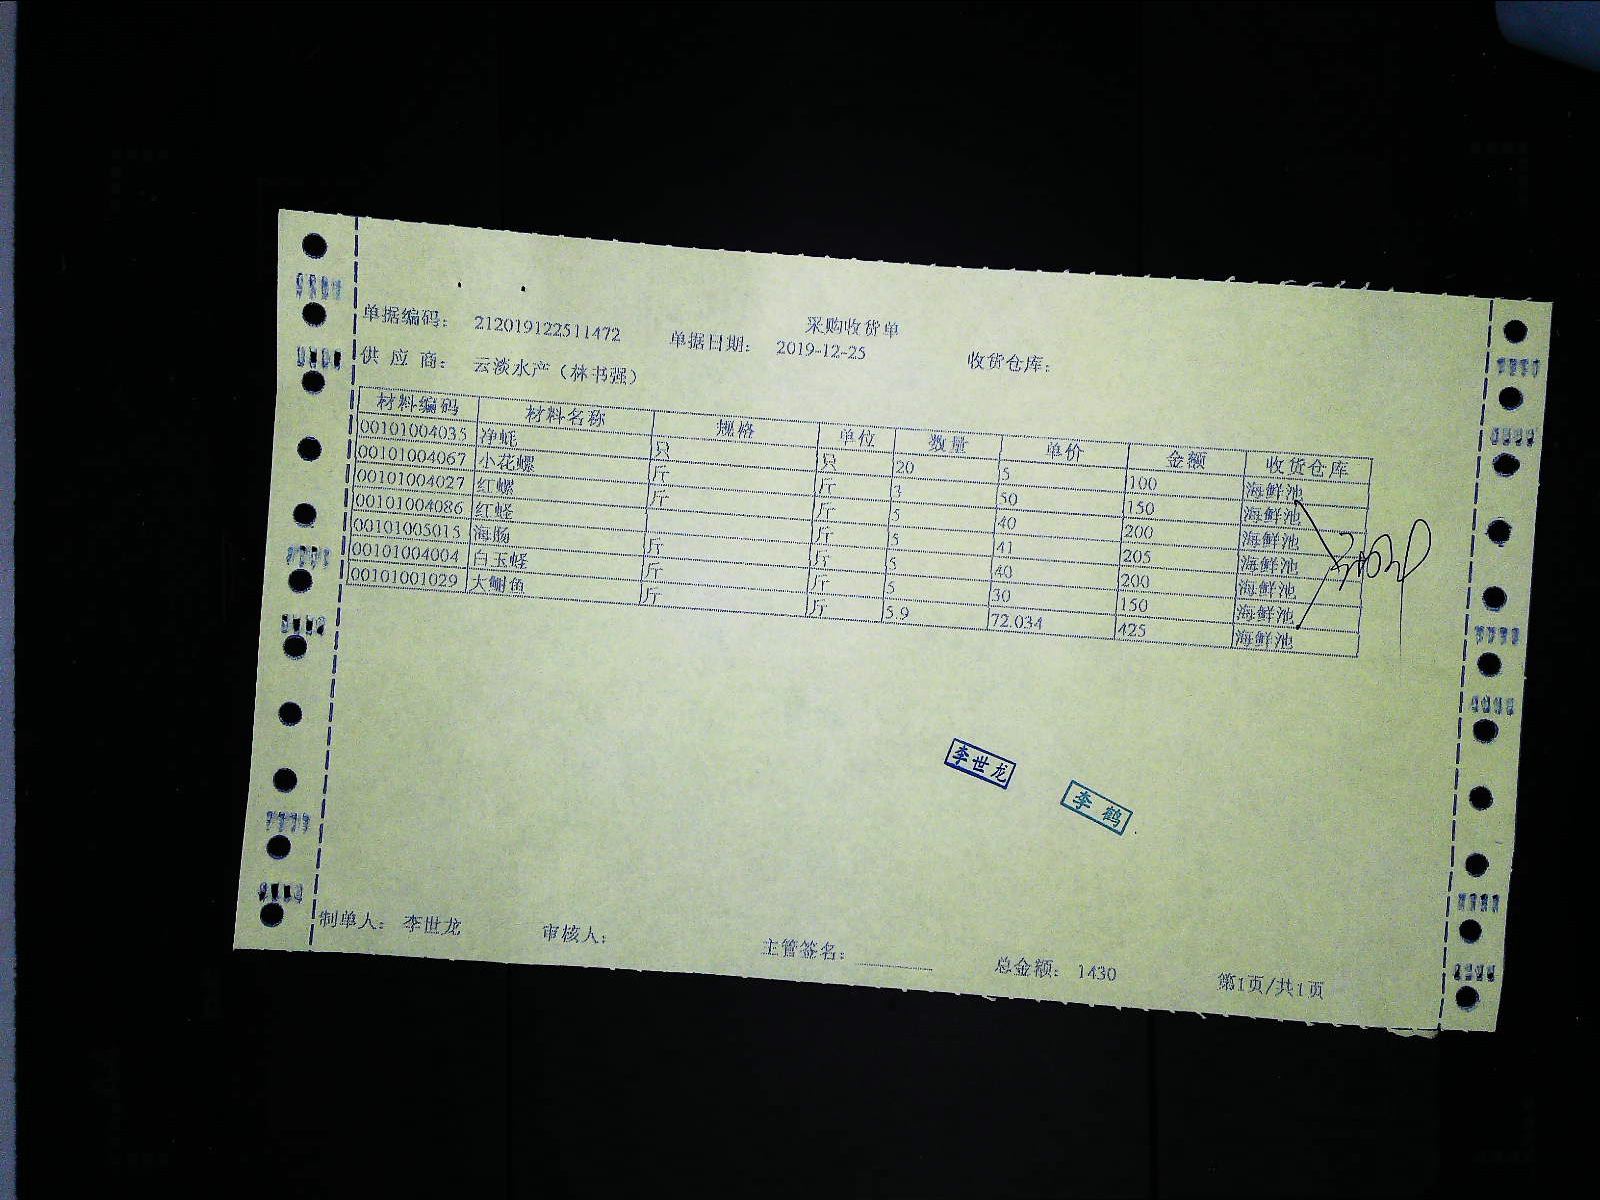 采购收货单
单据编码: 212019122511472 单据日期: 2019-12-25 收货仓库:
供 应 商: 云淡水产（林书强）
材料编码 材料名称 规格 单位 数量 单价 金额 收货仓库
00101004035 净蚝 只 只 20 5 100 海鲜池
00101004067 小花螺 斤 斤 3 50 150 海鲜池
00101004027 红螺 斤 斤 5 40 200 海鲜池
00101004086 红蛏 斤 5 41 205 海鲜池
00101005015 海肠 斤 斤 5 40 200 海鲜池
00101004004 白玉蛏 斤 斤 5 30 150 海鲜池
00101001029 大鲷鱼 斤 斤 5.9 72.034 425 海鲜池
李世龙
李鹤
制单人: 李世龙 审核人: 主管签名: 总金额: 1430 第1页/共1页